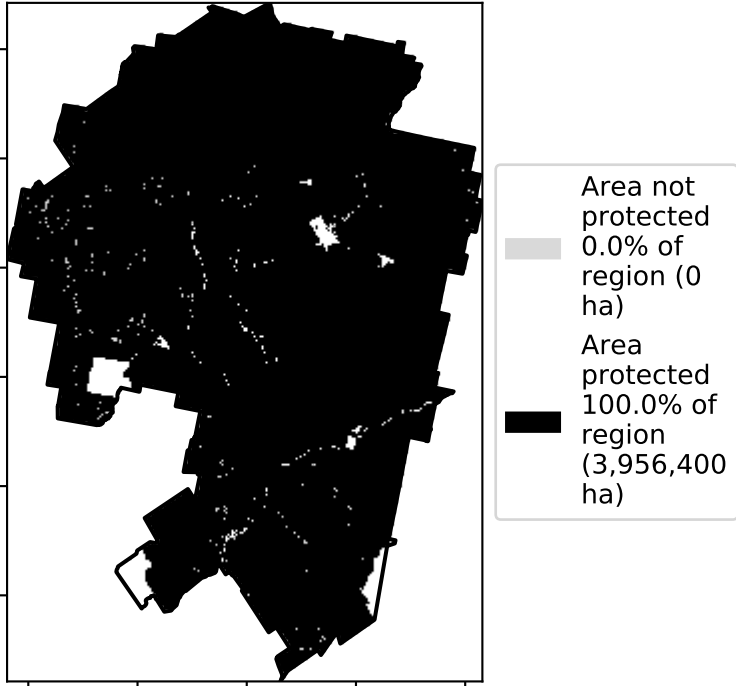 Area not
protected
0.0% of
region (0
ha)
Area
protected
100.0% of
region
(3,956,400
ha)